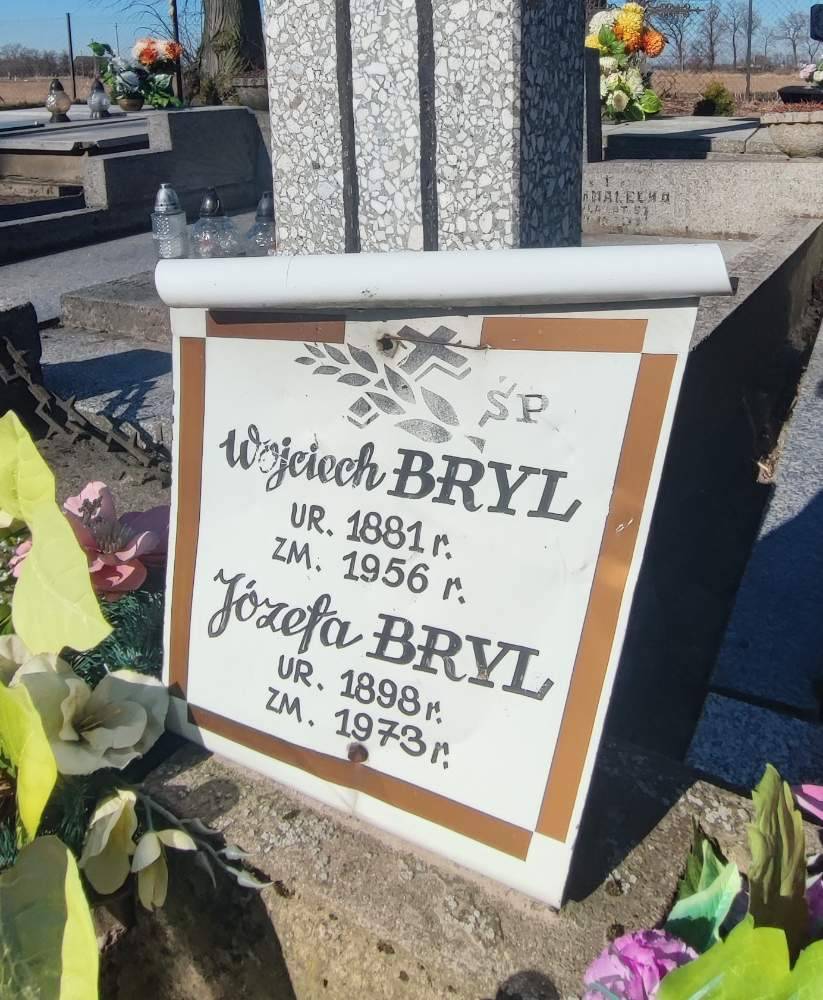 ŚP
Wojciech BRYL
UR. 1881 r.
ZM. 1956 r.
Józefa BRYL
UR. 1898 r.
ZM. 1973 r.